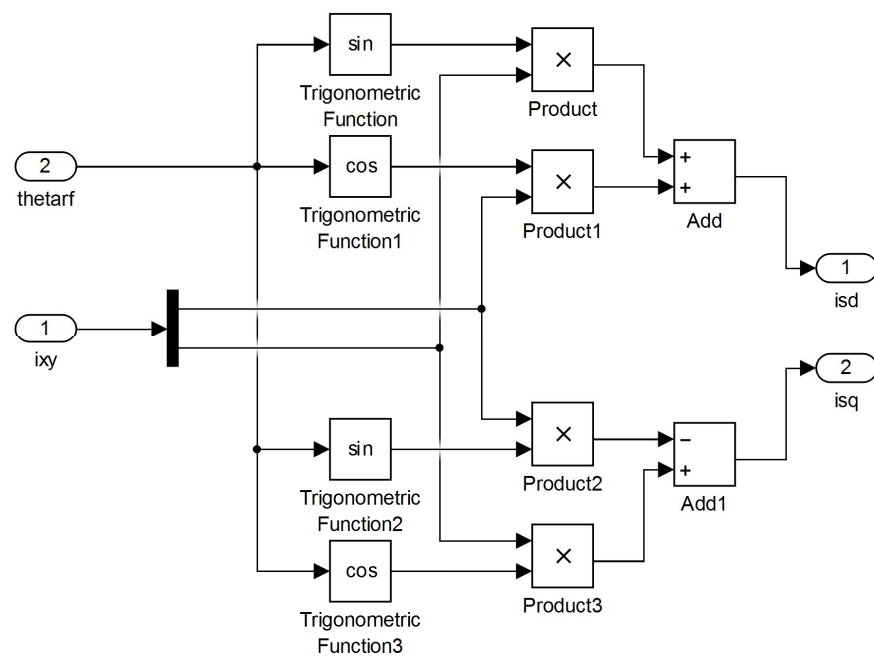 sin
×
Trigonometric
Function
Product
2
thetarf
cos
×
+
+
Add
Trigonometric
Function1
Product1
1
isd
1
ixy
2
isq
sin
×
−
+
Add1
Trigonometric
Function2
Product2
cos
×
Trigonometric
Function3
Product3